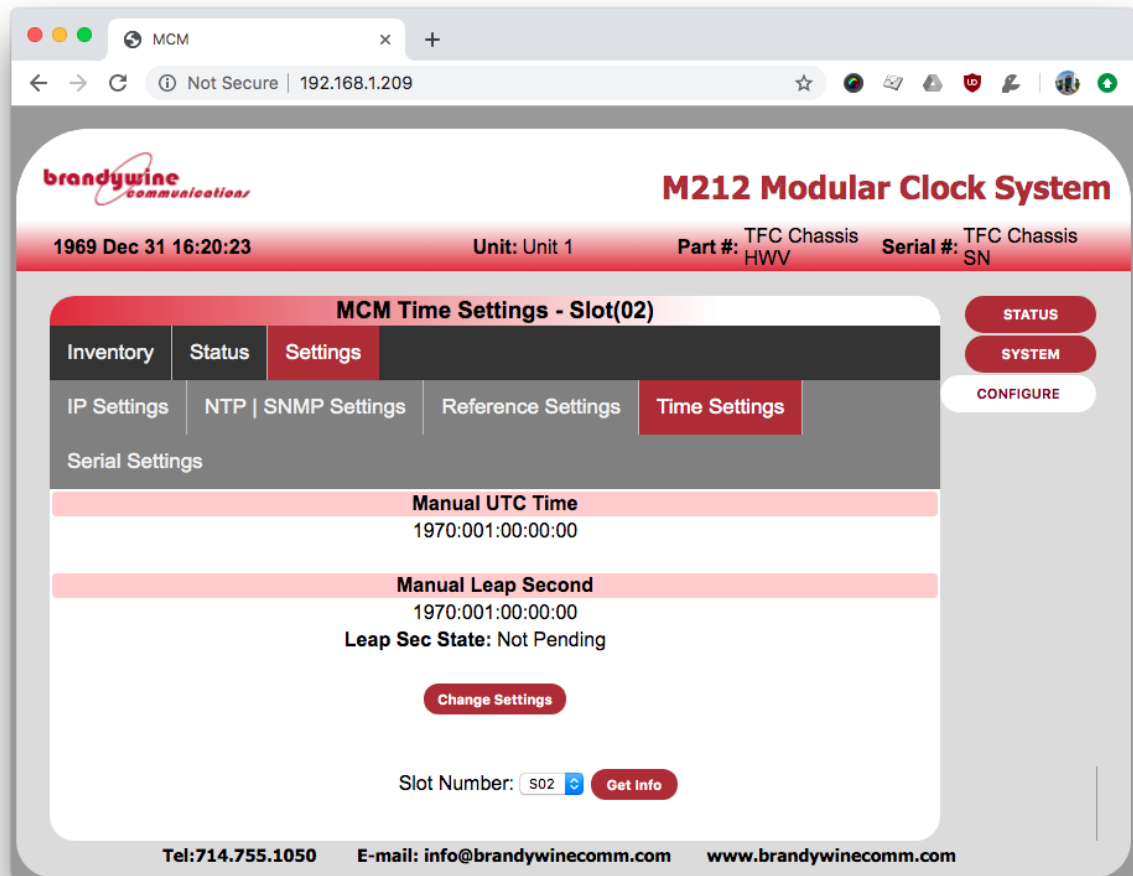 MCM
Not Secure | 192.168.1.209
brandywine
communications
M212 Modular Clock System
1969 Dec 31 16:20:23 Unit: Unit 1 Part #: TFC Chassis HWV Serial #: TFC Chassis SN
MCM Time Settings - Slot(02)
STATUS
Inventory Status Settings
SYSTEM
IP Settings NTP | SNMP Settings Reference Settings Time Settings
CONFIGURE
Serial Settings
Manual UTC Time
1970:001:00:00:00
Manual Leap Second
1970:001:00:00:00
Leap Sec State: Not Pending
Change Settings
Slot Number: S02 Get Info
Tel:714.755.1050 E-mail: info@brandywinecomm.com www.brandywinecomm.com